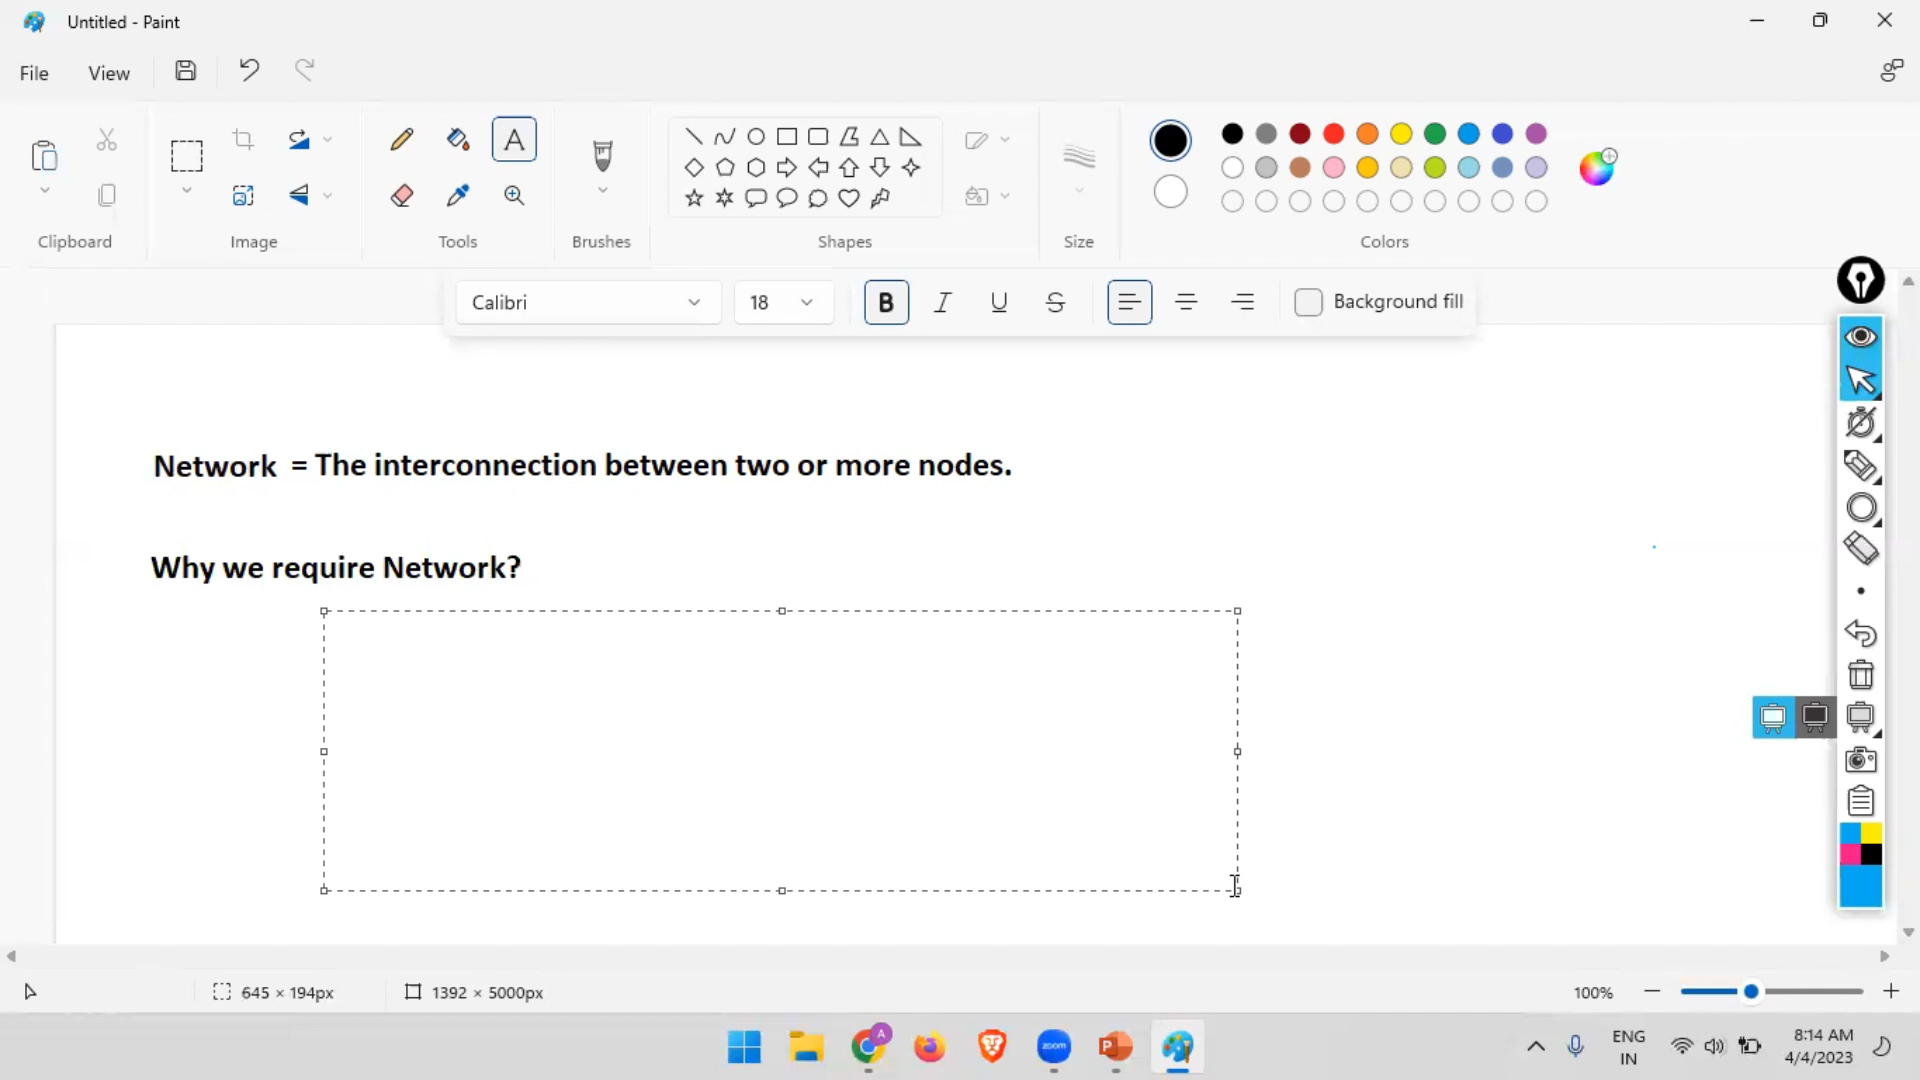 Untitled - Paint
File View
Clipboard Image Tools Brushes Shapes Size Colors
Calibri 18 B I U S Background fill
Network = The interconnection between two or more nodes.
Why we require Network?
645 × 194px 1392 × 5000px 100%
A
zoom
P
ENG
IN
8:14 AM
4/4/2023